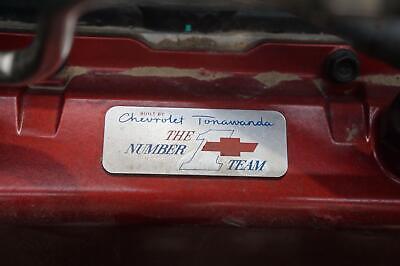 BUILT BY
Chevrolet Tonawanda
THE
NUMBER 1
TEAM